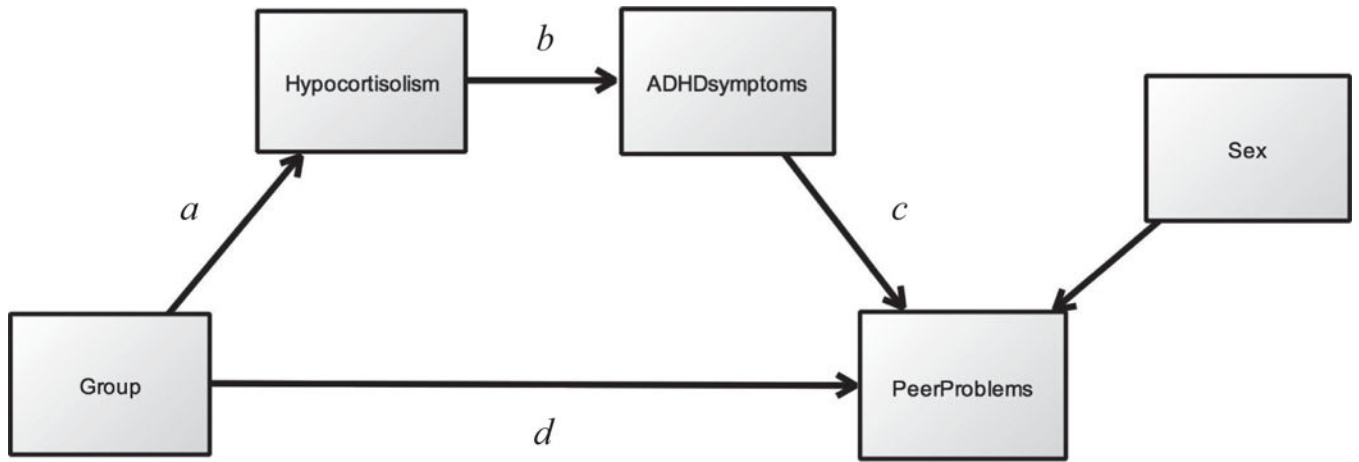 b
Hypocortisolism
ADHDsymptoms
Sex
a
c
Group
PeerProblems
d